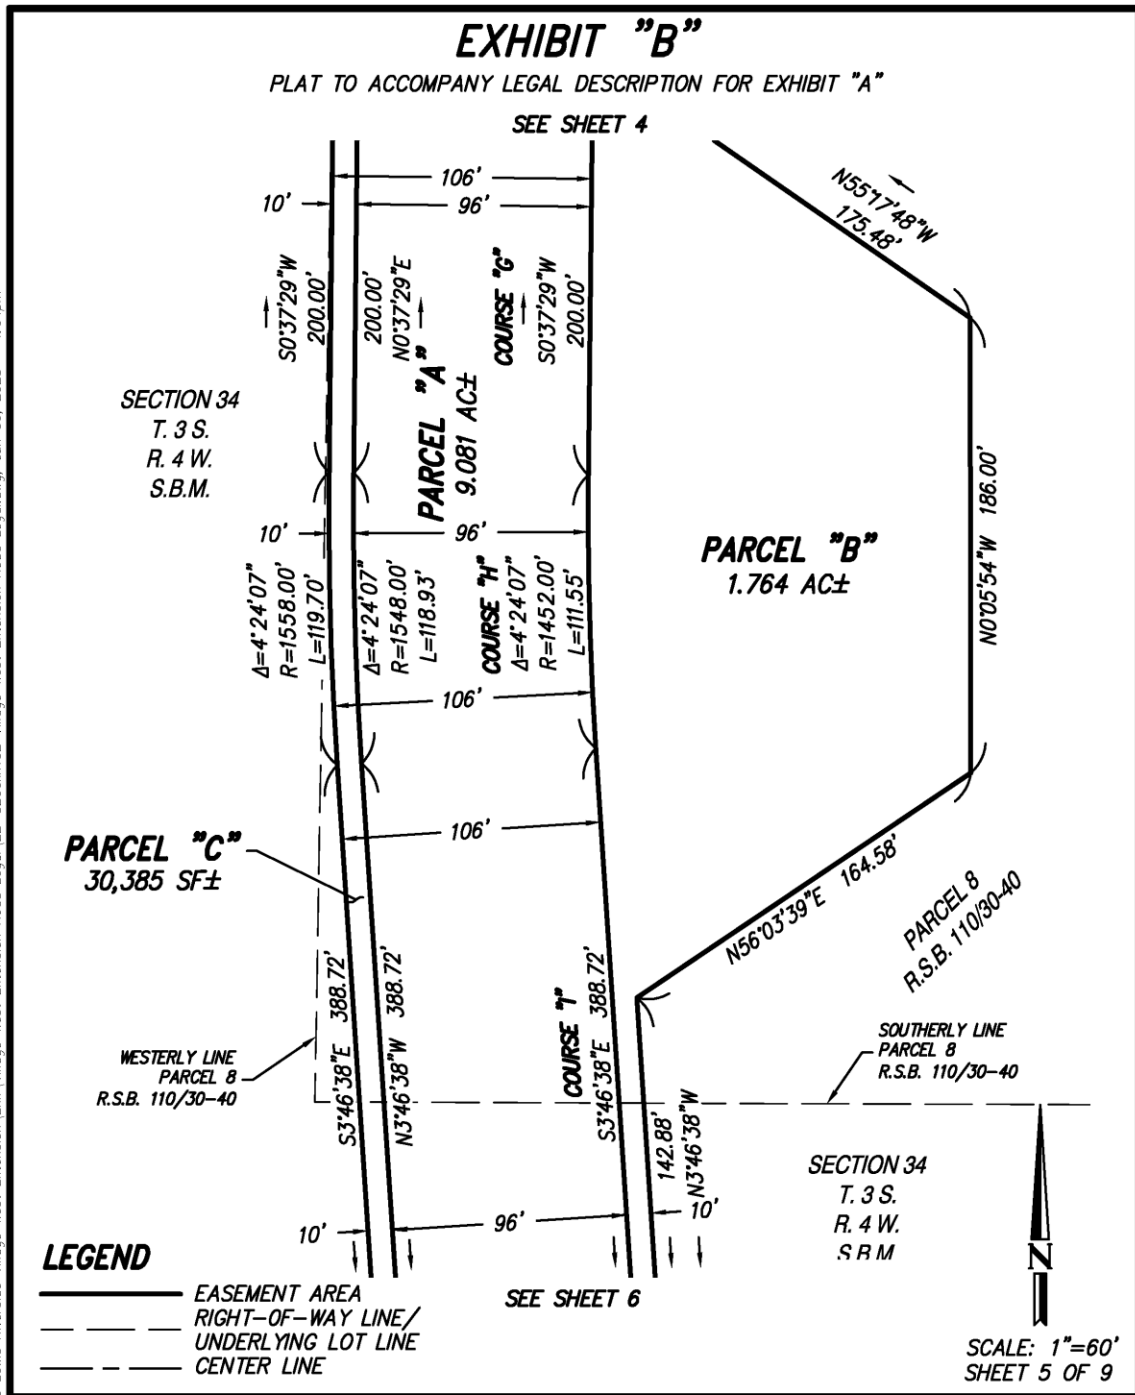 EXHIBIT "B"
PLAT TO ACCOMPANY LEGAL DESCRIPTION FOR EXHIBIT "A"
SEE SHEET 4
106'
10'
96'
S0°37'29"W
200.00'
200.00'
N0°37'29"E
COURSE "G"
S0°37'29"W
200.00'
N55°17'48"W
175.48'
SECTION 34
T. 3 S.
R. 4 W.
S.B.M.
PARCEL "A"
9.081 AC±
10'
96'
PARCEL "B"
1.764 AC±
N0°05'54"W 186.00'
Δ=4°24'07"
R=1558.00'
L=119.70'
Δ=4°24'07"
R=1548.00'
L=118.93'
COURSE "H"
Δ=4°24'07"
R=1452.00'
L=111.55'
106'
106'
PARCEL "C"
30,385 SF±
N56°03'39"E 164.58'
PARCEL 8
R.S.B. 110/30-40
S3°46'38"E 388.72'
N3°46'38"W 388.72'
COURSE "I"
S3°46'38"E 388.72'
WESTERLY LINE
PARCEL 8
R.S.B. 110/30-40
SOUTHERLY LINE
PARCEL 8
R.S.B. 110/30-40
142.88'
N3°46'38"W
SECTION 34
T. 3 S.
R. 4 W.
S.B.M
10'
96'
10'
N
LEGEND
EASEMENT AREA
RIGHT-OF-WAY LINE/
UNDERLYING LOT LINE
CENTER LINE
SEE SHEET 6
SCALE: 1"=60'
SHEET 5 OF 9